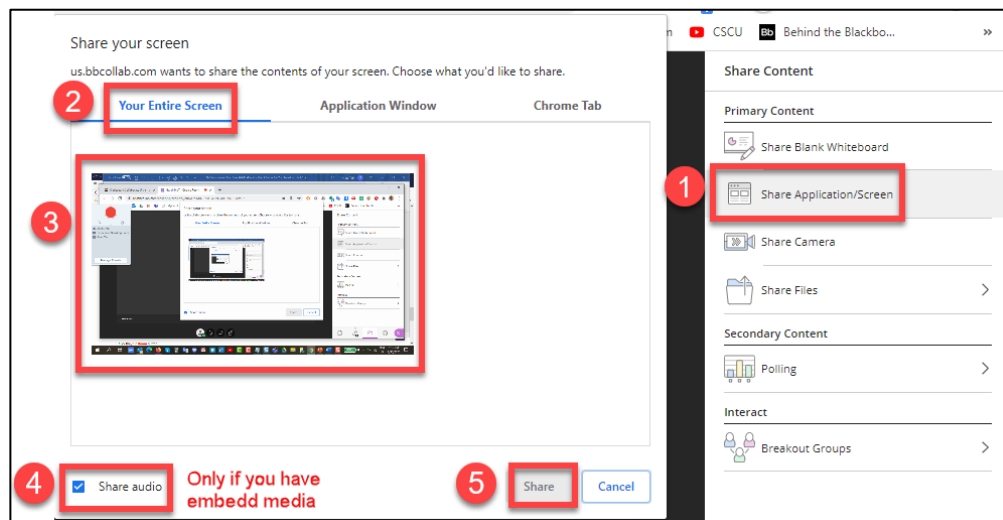 CSCU Bb Behind the Blackbo... »
Share your screen
us.bbcollab.com wants to share the contents of your screen. Choose what you'd like to share.
2 Your Entire Screen Application Window Chrome Tab
3
4 Share audio Only if you have
embedd media
5 Share Cancel
Share Content
Primary Content
Share Blank Whiteboard
1 Share Application/Screen
Share Camera
Share Files
Secondary Content
Polling
Interact
Breakout Groups